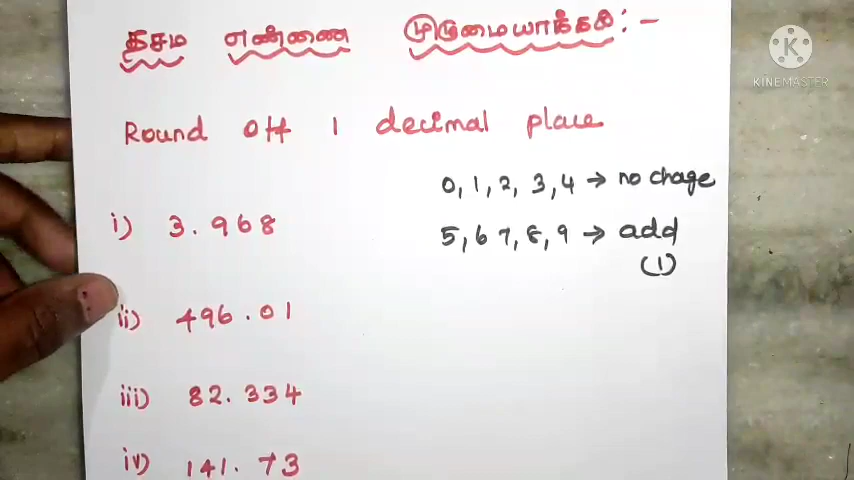 தசம எண்ணை முழுமையாக்கல் :-
KINEMASTER
Round off 1 decimal place
0, 1, 2, 3, 4 → no chage
i) 3.968
5, 6 7, 8, 9 → add
(1)
ii) 496.01
iii) 82.334
iv) 141.73